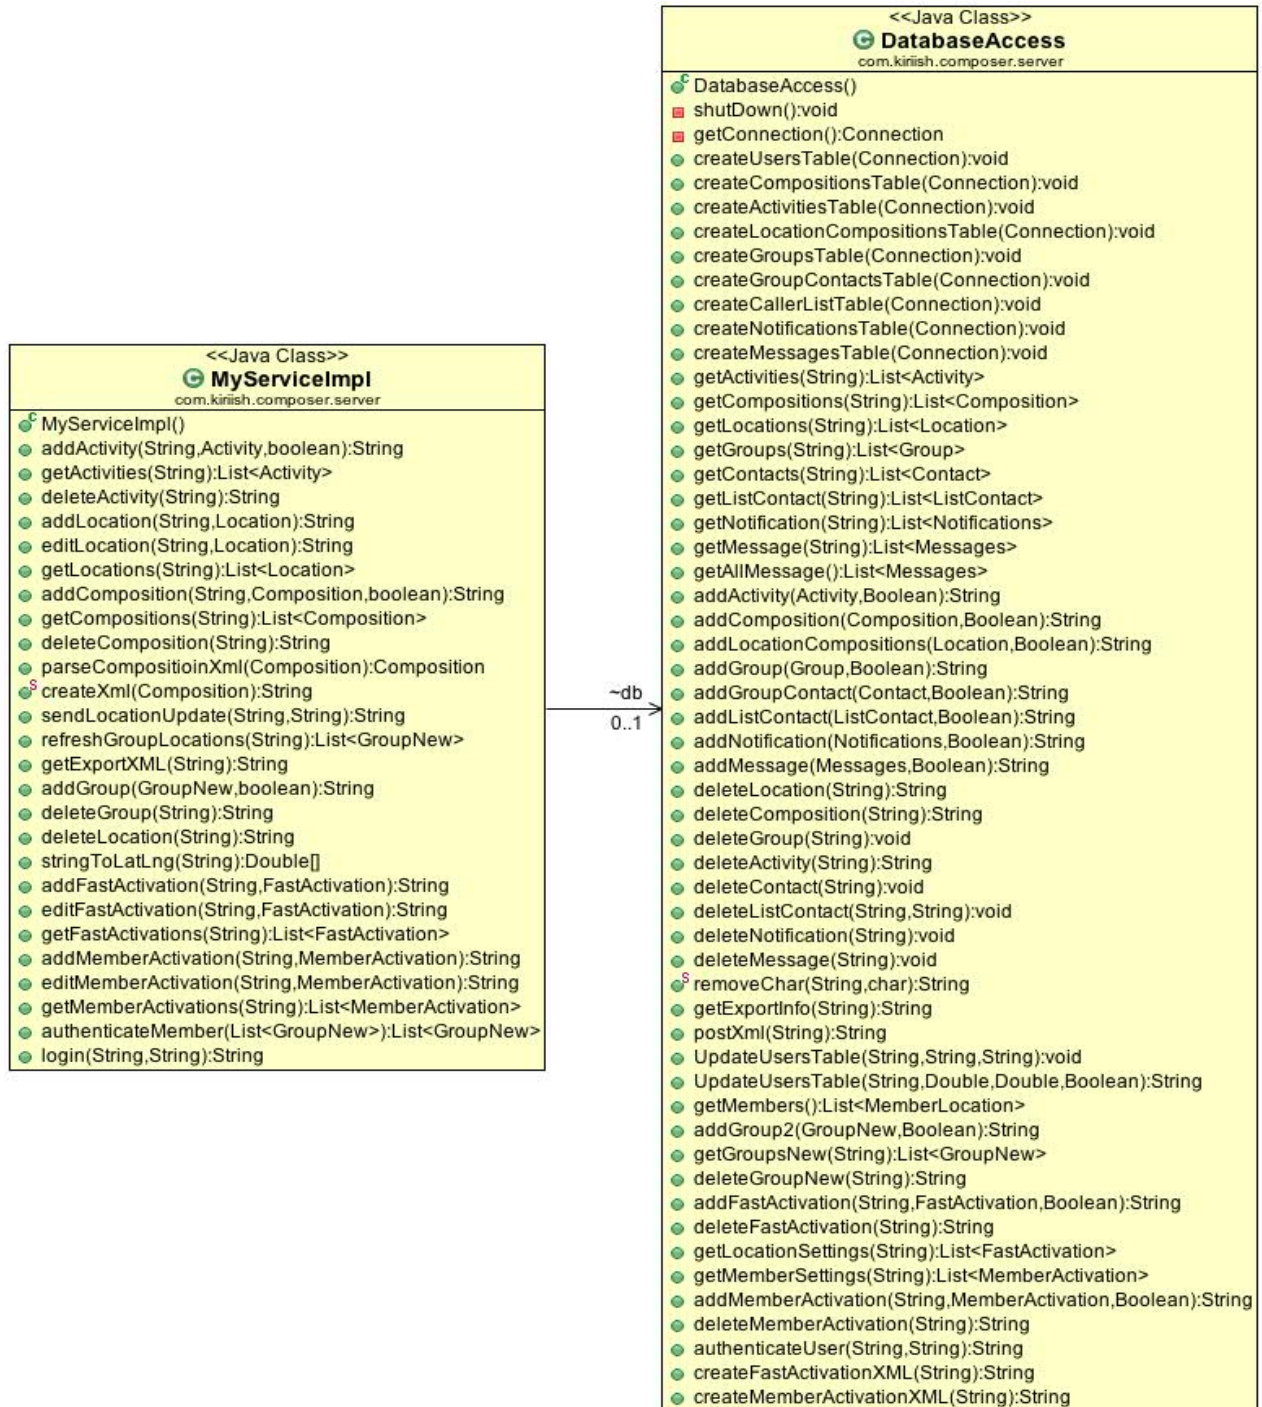 <<Java Class>>
MyServiceImpl
com.kiriish.composer.server
MyServiceImpl()
addActivity(String,Activity,boolean):String
getActivities(String):List<Activity>
deleteActivity(String):String
addLocation(String,Location):String
editLocation(String,Location):String
getLocations(String):List<Location>
addComposition(String,Composition,boolean):String
getCompositions(String):List<Composition>
deleteComposition(String):String
parseCompositioinXml(Composition):Composition
createXml(Composition):String
sendLocationUpdate(String,String):String
refreshGroupLocations(String):List<GroupNew>
getExportXML(String):String
addGroup(GroupNew,boolean):String
deleteGroup(String):String
deleteLocation(String):String
stringToLatLng(String):Double[]
addFastActivation(String,FastActivation):String
editFastActivation(String,FastActivation):String
getFastActivations(String):List<FastActivation>
addMemberActivation(String,MemberActivation):String
editMemberActivation(String,MemberActivation):String
getMemberActivations(String):List<MemberActivation>
authenticateMember(List<GroupNew>):List<GroupNew>
login(String,String):String
~db
0..1
<<Java Class>>
DatabaseAccess
com.kiriish.composer.server
DatabaseAccess()
shutDown():void
getConnection():Connection
createUsersTable(Connection):void
createCompositionsTable(Connection):void
createActivitiesTable(Connection):void
createLocationCompositionsTable(Connection):void
createGroupsTable(Connection):void
createGroupContactsTable(Connection):void
createCallerListTable(Connection):void
createNotificationsTable(Connection):void
createMessagesTable(Connection):void
getActivities(String):List<Activity>
getCompositions(String):List<Composition>
getLocations(String):List<Location>
getGroups(String):List<Group>
getContacts(String):List<Contact>
getListContact(String):List<ListContact>
getNotification(String):List<Notifications>
getMessage(String):List<Messages>
getAllMessage():List<Messages>
addActivity(Activity,Boolean):String
addComposition(Composition,Boolean):String
addLocationCompositions(Location,Boolean):String
addGroup(Group,Boolean):String
addGroupContact(Contact,Boolean):String
addListContact(ListContact,Boolean):String
addNotification(Notifications,Boolean):String
addMessage(Messages,Boolean):String
deleteLocation(String):String
deleteComposition(String):String
deleteGroup(String):void
deleteActivity(String):String
deleteContact(String):void
deleteListContact(String,String):void
deleteNotification(String):void
deleteMessage(String):void
removeChar(String,char):String
getExportInfo(String):String
postXml(String):String
UpdateUsersTable(String,String,String):void
UpdateUsersTable(String,Double,Double,Boolean):String
getMembers():List<MemberLocation>
addGroup2(GroupNew,Boolean):String
getGroupsNew(String):List<GroupNew>
deleteGroupNew(String):String
addFastActivation(String,FastActivation,Boolean):String
deleteFastActivation(String):String
getLocationSettings(String):List<FastActivation>
getMemberSettings(String):List<MemberActivation>
addMemberActivation(String,MemberActivation,Boolean):String
deleteMemberActivation(String):String
authenticateUser(String,String):String
createFastActivationXML(String):String
createMemberActivationXML(String):String